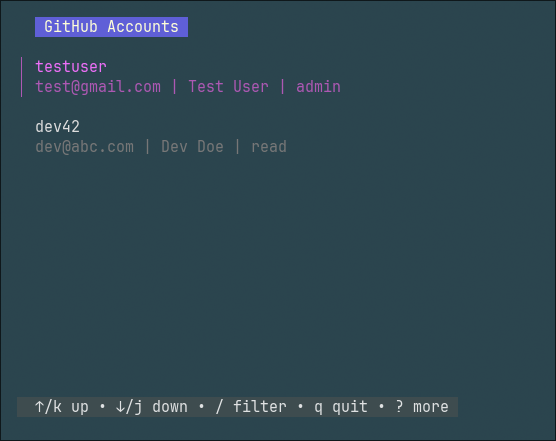 GitHub Accounts
testuser
test@gmail.com | Test User | admin
dev42
dev@abc.com | Dev Doe | read
↑/k up • ↓/j down • / filter • q quit • ? more